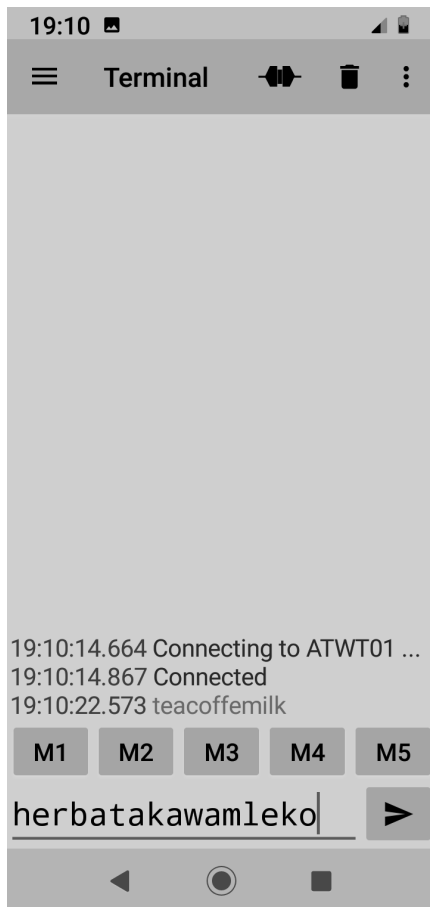 19:10
Terminal
19:10:14.664 Connecting to ATWT01 ...
19:10:14.867 Connected
19:10:22.573 teacoffemilk
M1 M2 M3 M4 M5
herbatakawamleko